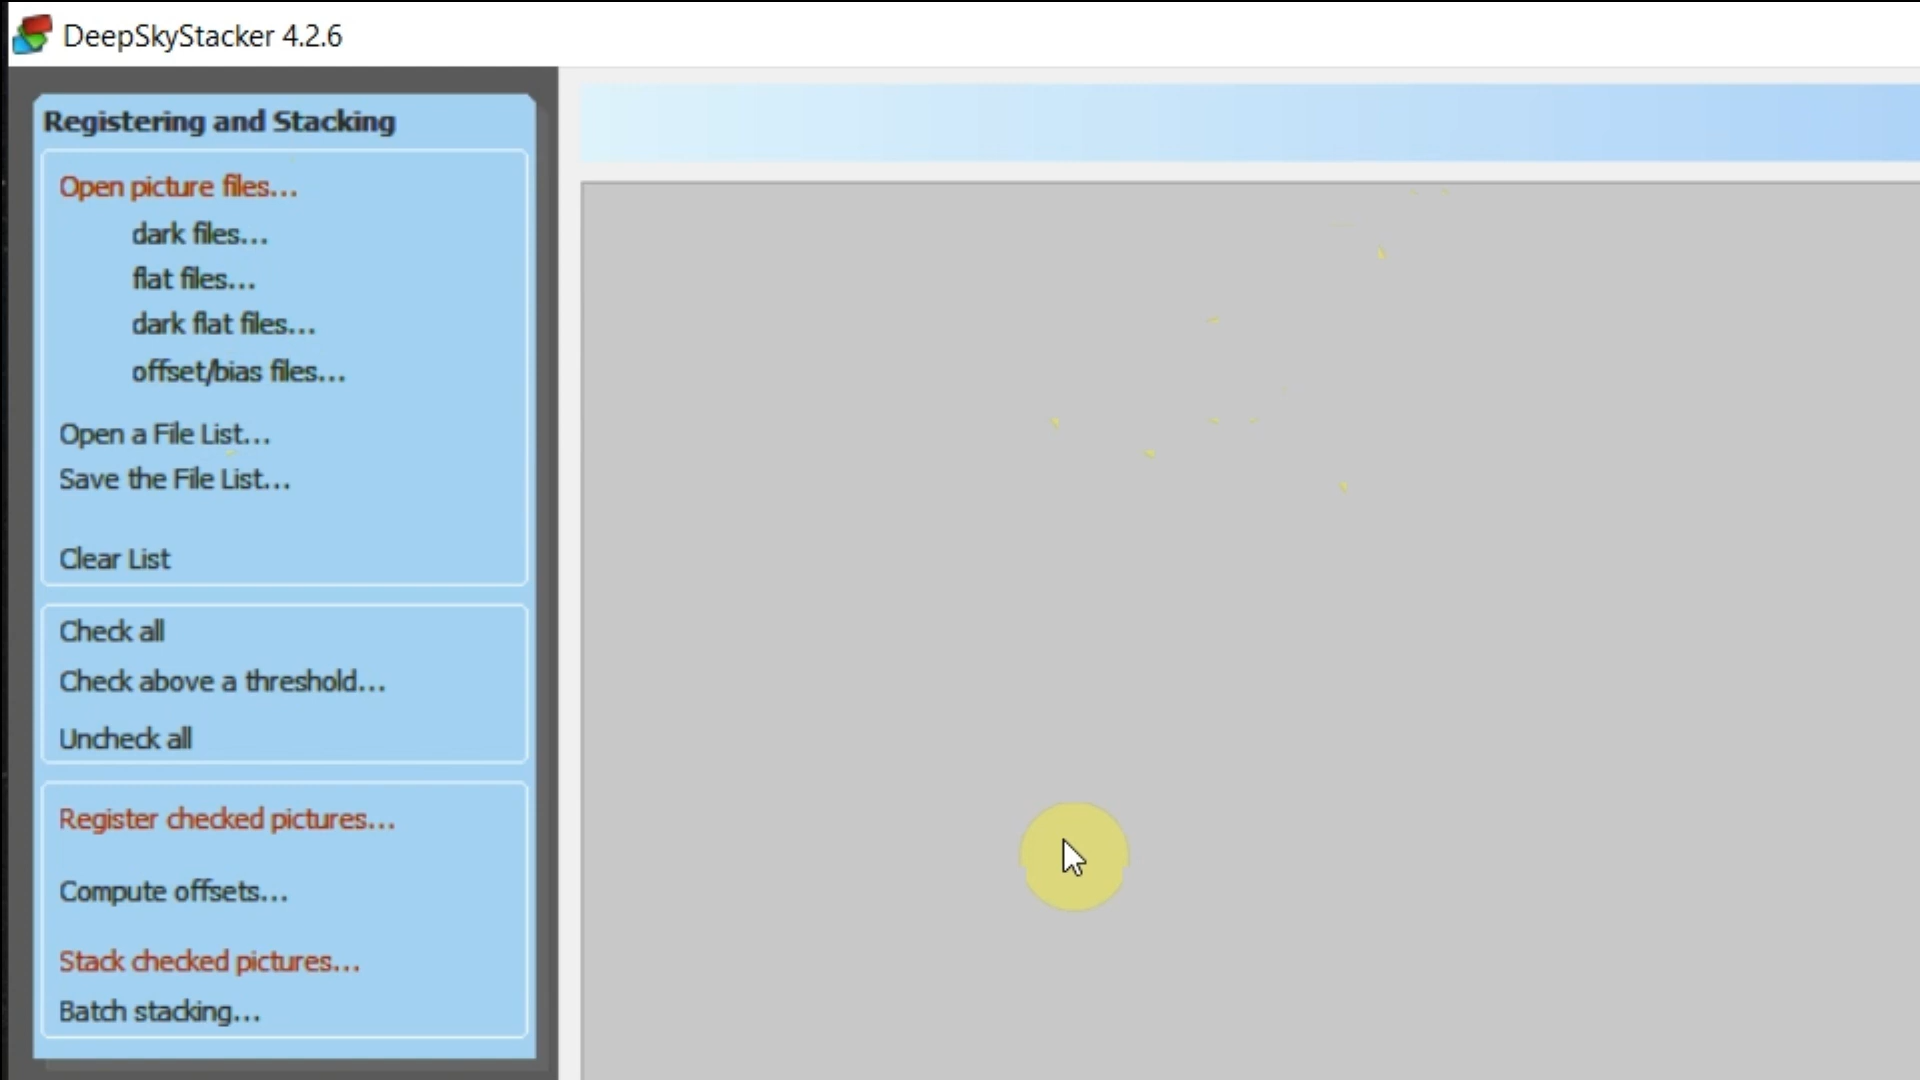 DeepSkyStacker 4.2.6
Registering and Stacking
Open picture files...
dark files...
flat files...
dark flat files...
offset/bias files...
Open a File List...
Save the File List...
Clear List
Check all
Check above a threshold...
Uncheck all
Register checked pictures...
Compute offsets...
Stack checked pictures...
Batch stacking...